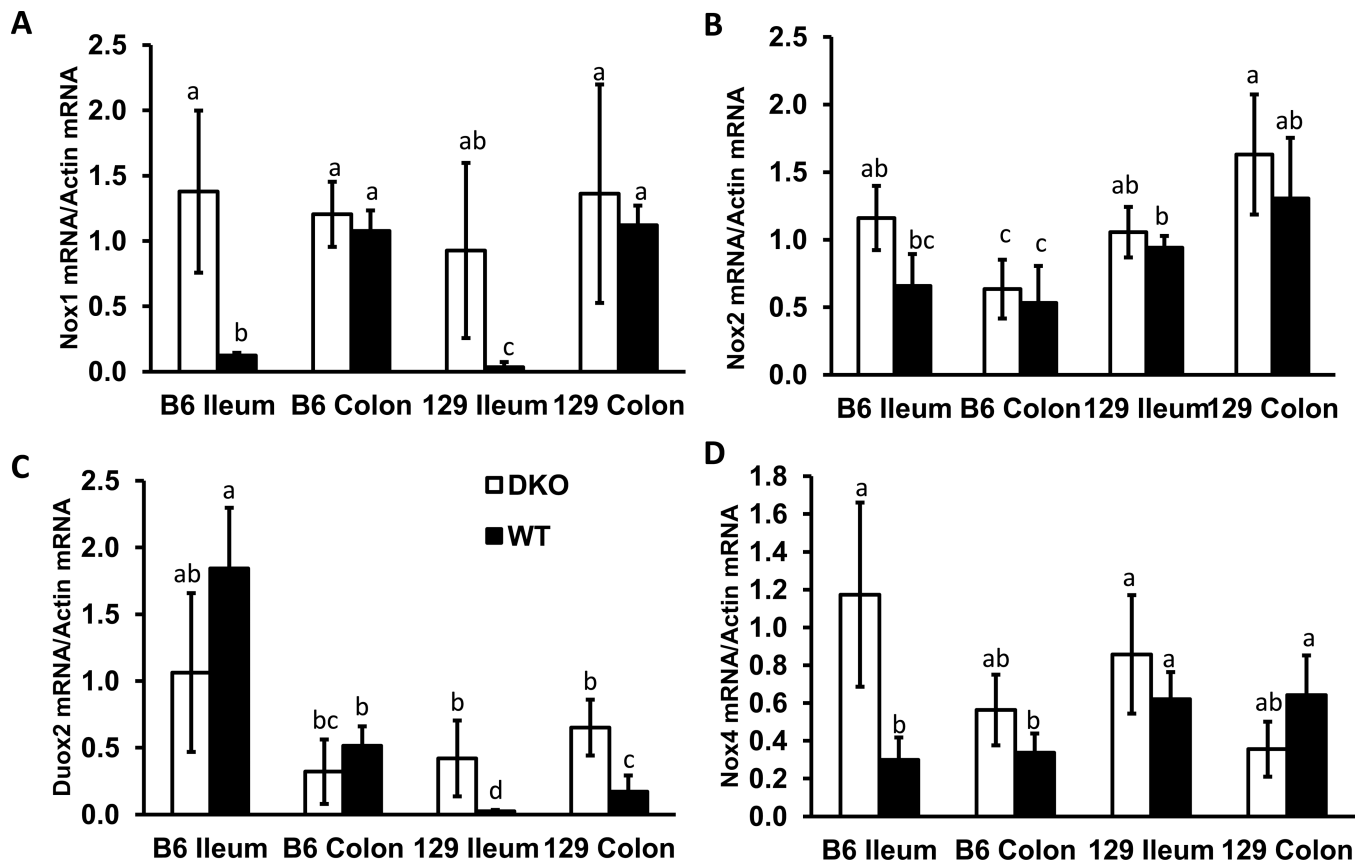 A
Nox1 mRNA/Actin mRNA
2.5
2.0
1.5
1.0
0.5
0.0
a
b
a
a
ab
c
a
a
B6 Ileum B6 Colon 129 Ileum 129 Colon
B
Nox2 mRNA/Actin mRNA
2.5
2.0
1.5
1.0
0.5
0.0
ab
bc
c
c
ab
b
a
ab
B6 Ileum B6 Colon 129 Ileum 129 Colon
C
Duox2 mRNA/Actin mRNA
2.5
2.0
1.5
1.0
0.5
0.0
ab
a
bc
b
b
d
b
c
DKO
WT
B6 Ileum B6 Colon 129 Ileum 129 Colon
D
Nox4 mRNA/Actin mRNA
1.8
1.6
1.4
1.2
1.0
0.8
0.6
0.4
0.2
0.0
a
b
ab
b
a
a
ab
a
B6 Ileum B6 Colon 129 Ileum 129 Colon